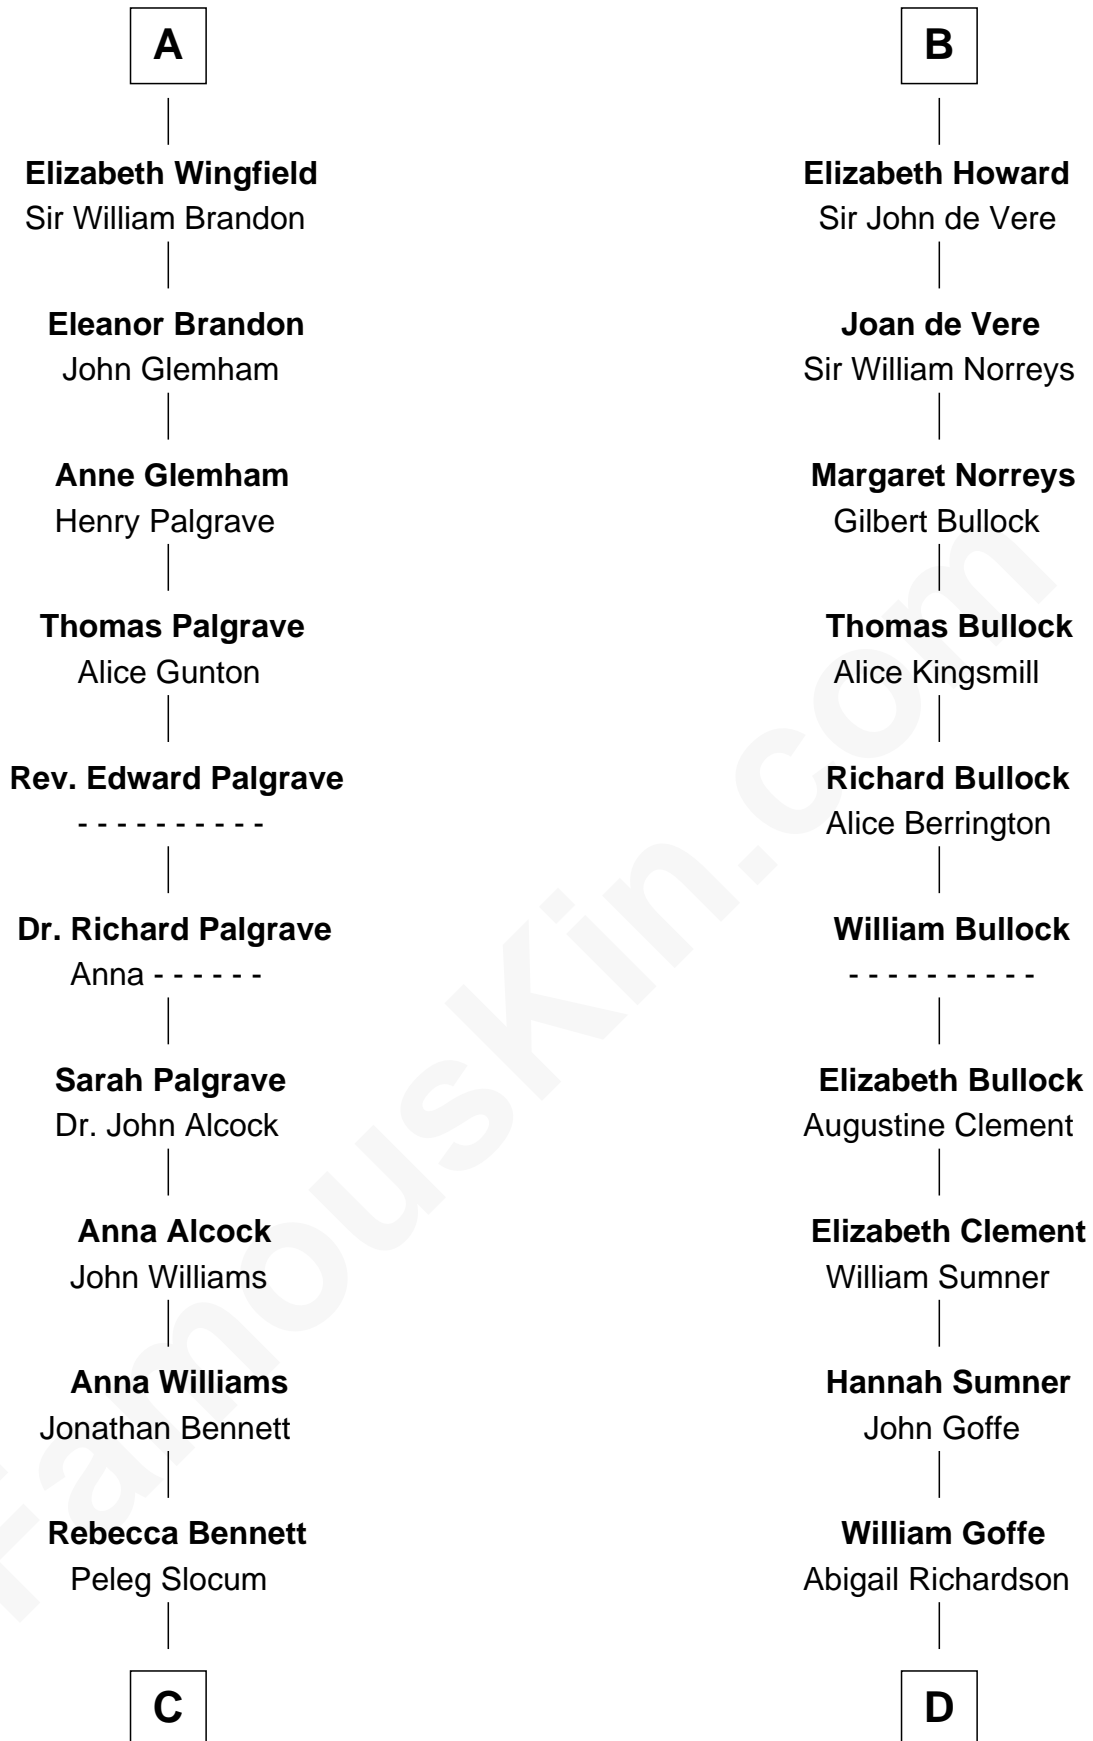 A
Elizabeth Wingfield
Sir William Brandon
Eleanor Brandon
John Glemham
Anne Glemham
Henry Palgrave
Thomas Palgrave
Alice Gunton
Rev. Edward Palgrave
- - - - - - - - - -
Dr. Richard Palgrave
Anna - - - - - -
Sarah Palgrave
Dr. John Alcock
Anna Alcock
John Williams
Anna Williams
Jonathan Bennett
Rebecca Bennett
Peleg Slocum
C
B
Elizabeth Howard
Sir John de Vere
Joan de Vere
Sir William Norreys
Margaret Norreys
Gilbert Bullock
Thomas Bullock
Alice Kingsmill
Richard Bullock
Alice Berrington
William Bullock
- - - - - - - - - -
Elizabeth Bullock
Augustine Clement
Elizabeth Clement
William Sumner
Hannah Sumner
John Goffe
William Goffe
Abigail Richardson
D
FamousKin.com